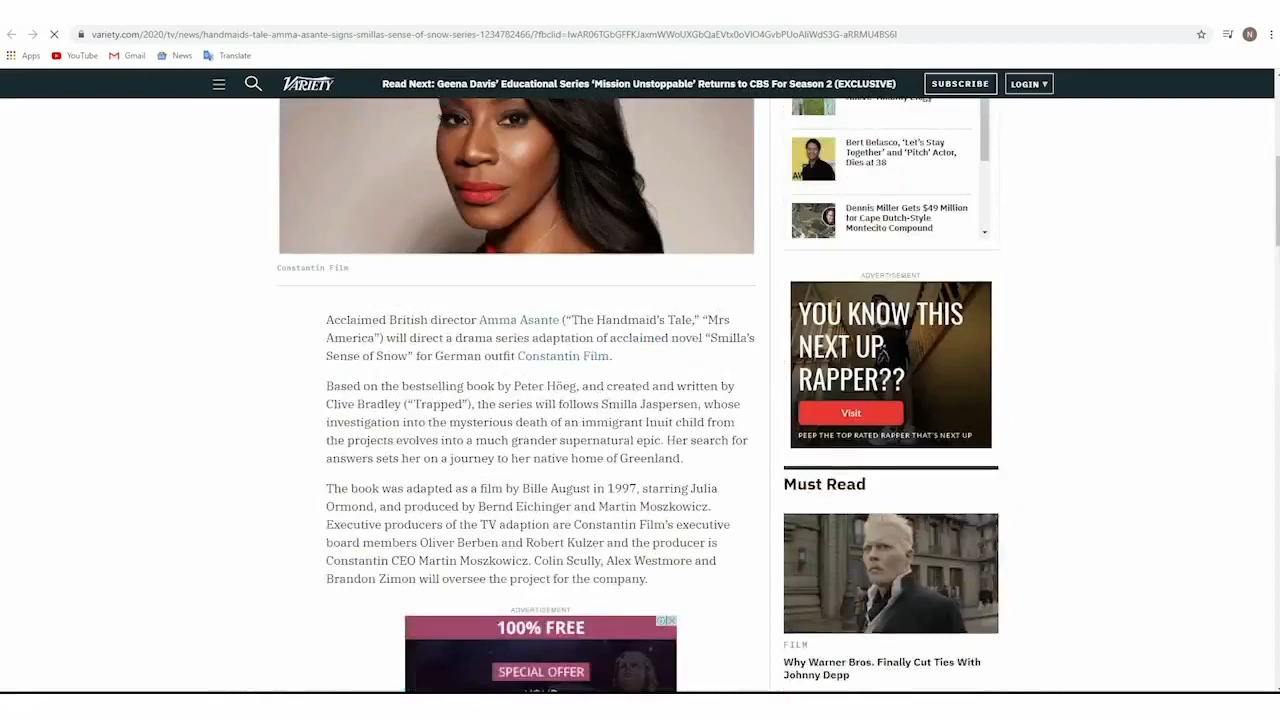 variety.com/2020/tv/news/handmaids-tale-amma-asante-signs-smillas-sense-of-snow-series-1234782466/?fbclid=
N
Apps YouTube Gmail News Translate
VARIETY
Read Next: Geena Davis' Educational Series 'Mission Unstoppable' Returns to CBS For Season 2 (EXCLUSIVE)
SUBSCRIBE
LOGIN
Bert Belasco, 'Let's Stay
Together' and 'Pitch' Actor,
Dies at 38
Dennis Miller Gets $49 Million
for Cape Dutch-Style
Montecito Compound
Constantin Film
Acclaimed British director Amma Asante (“The Handmaid’s Tale,” “Mrs
America”) will direct a drama series adaptation of acclaimed novel “Smilla’s
Sense of Snow” for German outfit Constantin Film.
Based on the bestselling book by Peter Höeg, and created and written by
Clive Bradley (“Trapped”), the series will follows Smilla Jaspersen, whose
investigation into the mysterious death of an immigrant Inuit child from
the projects evolves into a much grander supernatural epic. Her search for
answers sets her on a journey to her native home of Greenland.
The book was adapted as a film by Bille August in 1997, starring Julia
Ormond, and produced by Bernd Eichinger and Martin Moszkowicz.
Executive producers of the TV adaption are Constantin Film’s executive
board members Oliver Berben and Robert Kulzer and the producer is
Constantin CEO Martin Moszkowicz. Colin Scully, Alex Westmore and
Brandon Zimon will oversee the project for the company.
ADVERTISEMENT
100% FREE
SPECIAL OFFER
ADVERTISEMENT
YOU KNOW THIS
NEXT UP
RAPPER??
Visit
PEEP THE TOP RATED RAPPER THAT'S NEXT UP
Must Read
FILM
Why Warner Bros. Finally Cut Ties With
Johnny Depp